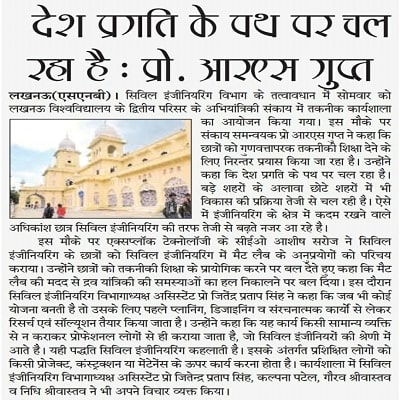 देश प्रगति के पथ पर चल
रहा है : प्रो. आरएस गुप्त
लखनऊ(एसएनबी)। सिविल इंजीनियरिंग विभाग के तत्वावधान में सोमवार को
लखनऊ विश्वविद्यालय के द्वितीय परिसर के अभियांत्रिकी संकाय में तकनीक कार्यशाला
का आयोजन किया गया। इस मौके पर
संकाय समन्वयक प्रो आरएस गुप्त ने कहा कि
छात्रों को गुणवत्तापरक तकनीकी शिक्षा देने के
लिए निरन्तर प्रयास किया जा रहा है। उन्होंने
कहा कि देश प्रगति के पथ पर चल रहा है।
बड़े शहरों के अलावा छोटे शहरों में भी
विकास की प्रक्रिया तेजी से चल रही है। ऐसे
में इंजीनियरिंग के क्षेत्र में कदम रखने वाले
अधिकांश छात्र सिविल इंजीनियरिंग की तरफ तेजी से बढ़ते नजर आ रहे है।
इस मौके पर एक्सप्लॉक टेक्नोलॉजी के सीईओ आशीष सरोज ने सिविल
इंजीनियरिंग के छात्रों को सिविल इंजीनियरिंग में मैट लैब के अनुप्रयोगों को परिचय
कराया। उन्होंने छात्रों को तकनीकी शिक्षा के प्रायोगिक करने पर बल देते हुए कहा कि मैट
लैब की मदद से द्रव यांत्रिकी की समस्याओं का हल निकालने पर बल दिया। इस दौरान
सिविल इंजीनियरिंग विभागाध्यक्ष असिस्टेंट प्रो जितेंद्र प्रताप सिंह ने कहा कि जब भी कोई
योजना बनती है तो उसके लिए पहले प्लानिंग, डिजाइनिंग व संरचनात्मक कार्यों से लेकर
रिसर्च एवं सॉल्यूशन तैयार किया जाता है। उन्होंने कहा कि यह कार्य किसी सामान्य व्यक्ति
से न कराकर प्रोफेशनल लोगों से ही कराया जाता है, जो सिविल इंजीनियरों की श्रेणी में
आते है। यही पद्धति सिविल इंजीनियरिंग कहलाती है। इसके अंतर्गत प्रशिक्षित लोगों को
किसी प्रोजेक्ट, कंस्ट्रक्शन या मेटेनेंस के ऊपर कार्य करना होता है। कार्यशाला में सिविल
इंजीनियरिंग विभागाध्यक्ष असिस्टेंट प्रो जितेन्द्र प्रताप सिंह, कल्पना पटेल, गौरव श्रीवास्तव
व निधि श्रीवास्तव ने भी अपने विचार व्यक्त किया।